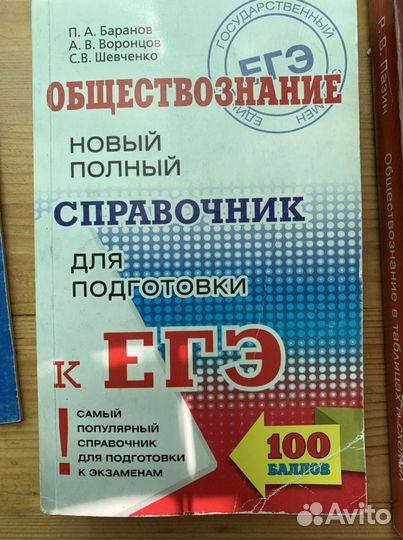 П. А. Баранов
А. В. Воронцов
С.В. Шевченко
ГОСУДАРСТВЕННЫЙ
ЕГЭ
ОБЩЕСТВОЗНАНИЕ
НОВЫЙ
ПОЛНЫЙ
СПРАВОЧНИК
ДЛЯ
ПОДГОТОВКИ
К ЕГЭ
!
САМЫЙ
ПОПУЛЯРНЫЙ
СПРАВОЧНИК
ДЛЯ ПОДГОТОВКИ
К ЭКЗАМЕНАМ
100
БАЛЛОВ
Р. В. Пазин
Обществознание в таблицах и схемах
Avito